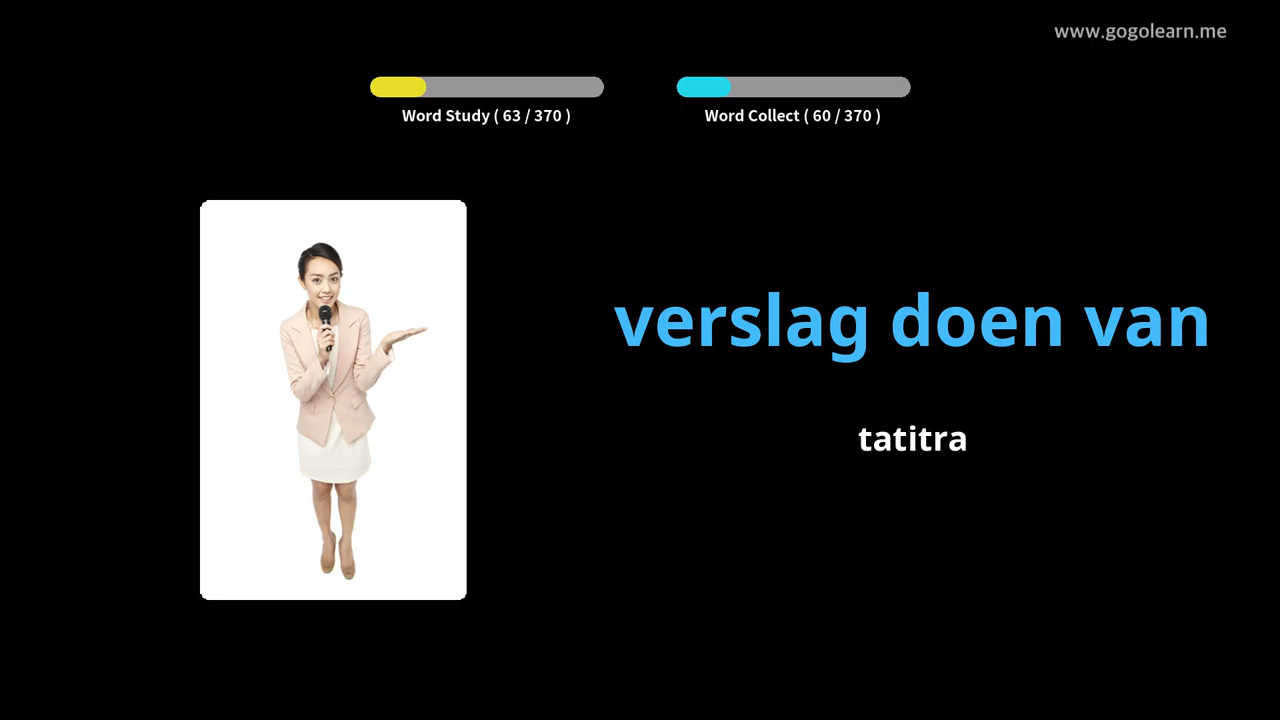 www.gogolearn.me
Word Study ( 63 / 370 )
Word Collect ( 60 / 370 )
verslag doen van
tatitra